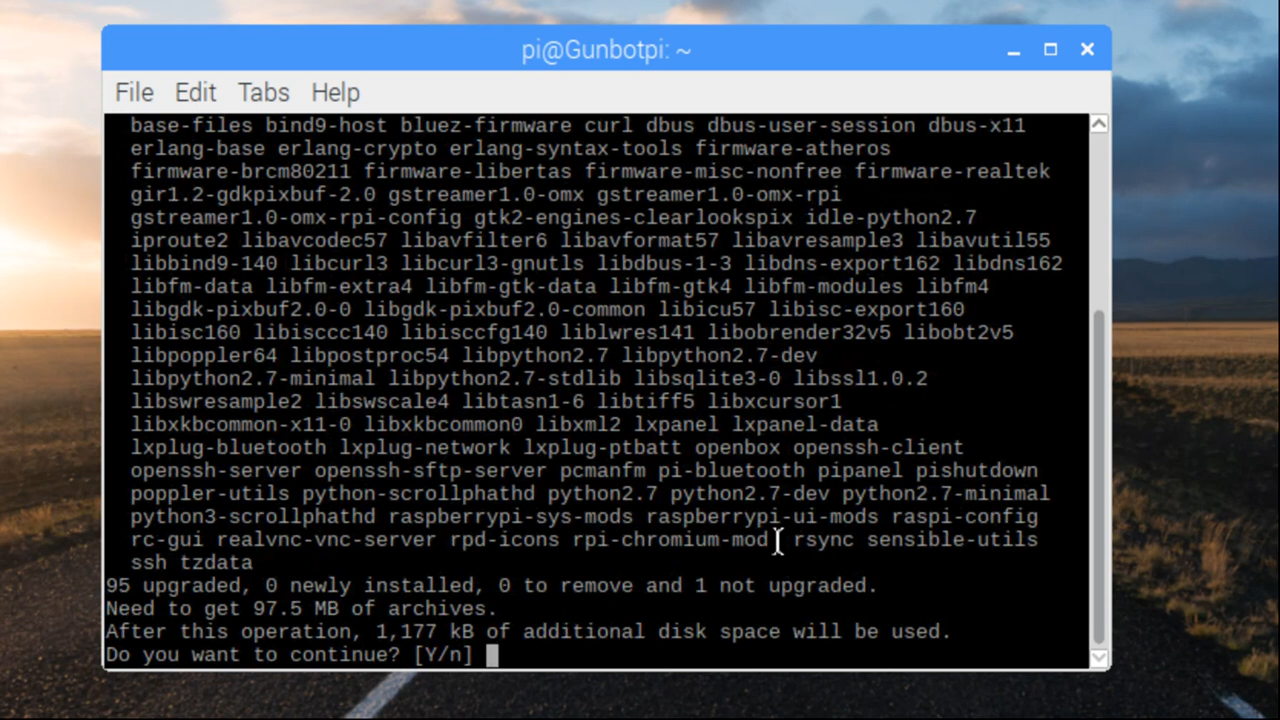 pi@Gunbotpi: ~
File Edit Tabs Help
base-files bind9-host bluez-firmware curl dbus dbus-user-session dbus-x11
erlang-base erlang-crypto erlang-syntax-tools firmware-atheros
firmware-brcm80211 firmware-libertas firmware-misc-nonfree firmware-realtek
gir1.2-gdkpixbuf-2.0 gstreamer1.0-omx gstreamer1.0-omx-rpi
gstreamer1.0-omx-rpi-config gtk2-engines-clearlookspix idle-python2.7
iproute2 libavcodec57 libavfilter6 libavformat57 libavresample3 libavutil55
libbind9-140 libcurl3 libcurl3-gnutls libdbus-1-3 libdns-export162 libdns162
libfm-data libfm-extra4 libfm-gtk-data libfm-gtk4 libfm-modules libfm4
libgdk-pixbuf2.0-0 libgdk-pixbuf2.0-common libicu57 libisc-export160
libisc160 libisccc140 libisccfg140 liblwres141 libobrender32v5 libobt2v5
libpoppler64 libpostproc54 libpython2.7 libpython2.7-dev
libpython2.7-minimal libpython2.7-stdlib libsqlite3-0 libssl1.0.2
libswresample2 libswscale4 libtasn1-6 libtiff5 libxcursor1
libxkbcommon-x11-0 libxkbcommon0 libxml2 lxpanel lxpanel-data
lxplug-bluetooth lxplug-network lxplug-ptbatt openbox openssh-client
openssh-server openssh-sftp-server pcmanfm pi-bluetooth pipanel pishutdown
poppler-utils python-scrollphathd python2.7 python2.7-dev python2.7-minimal
python3-scrollphathd raspberrypi-sys-mods raspberrypi-ui-mods raspi-config
rc-gui realvnc-vnc-server rpd-icons rpi-chromium-mods rsync sensible-utils
ssh tzdata
95 upgraded, 0 newly installed, 0 to remove and 1 not upgraded.
Need to get 97.5 MB of archives.
After this operation, 1,177 kB of additional disk space will be used.
Do you want to continue? [Y/n]